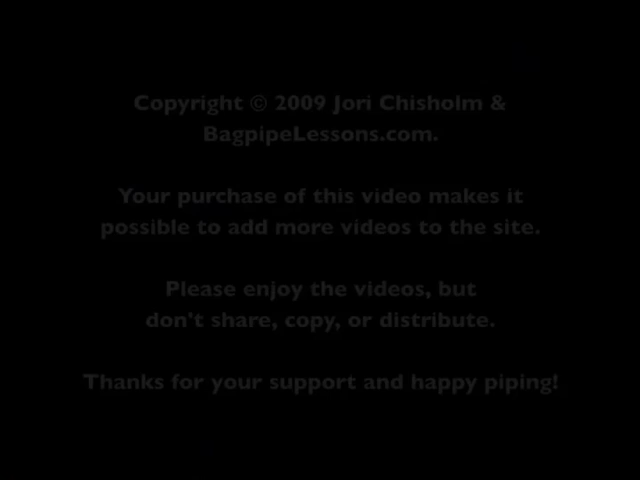 Copyright © 2009 Jori Chisholm &
BagpipeLessons.com.
Your purchase of this video makes it
possible to add more videos to the site.
Please enjoy the videos, but
don't share, copy, or distribute.
Thanks for your support and happy piping!